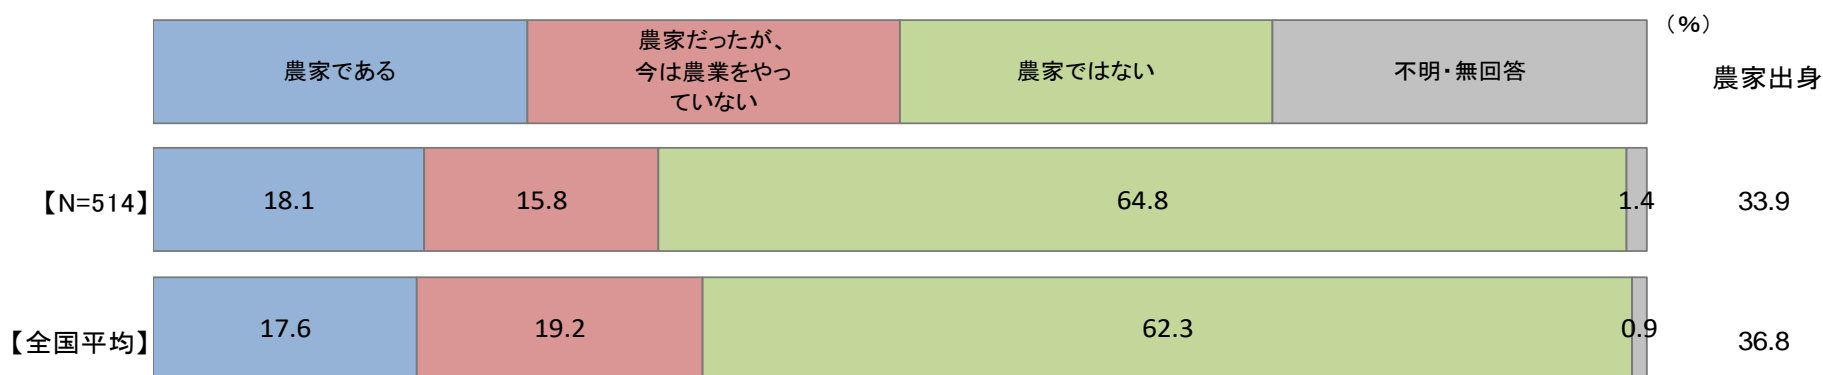 （%）
農家である
農家だったが、
今は農業をやっ
ていない
農家ではない
不明・無回答
農家出身
【N=514】 18.1 15.8 64.8 1.4 33.9
【全国平均】 17.6 19.2 62.3 0.9 36.8